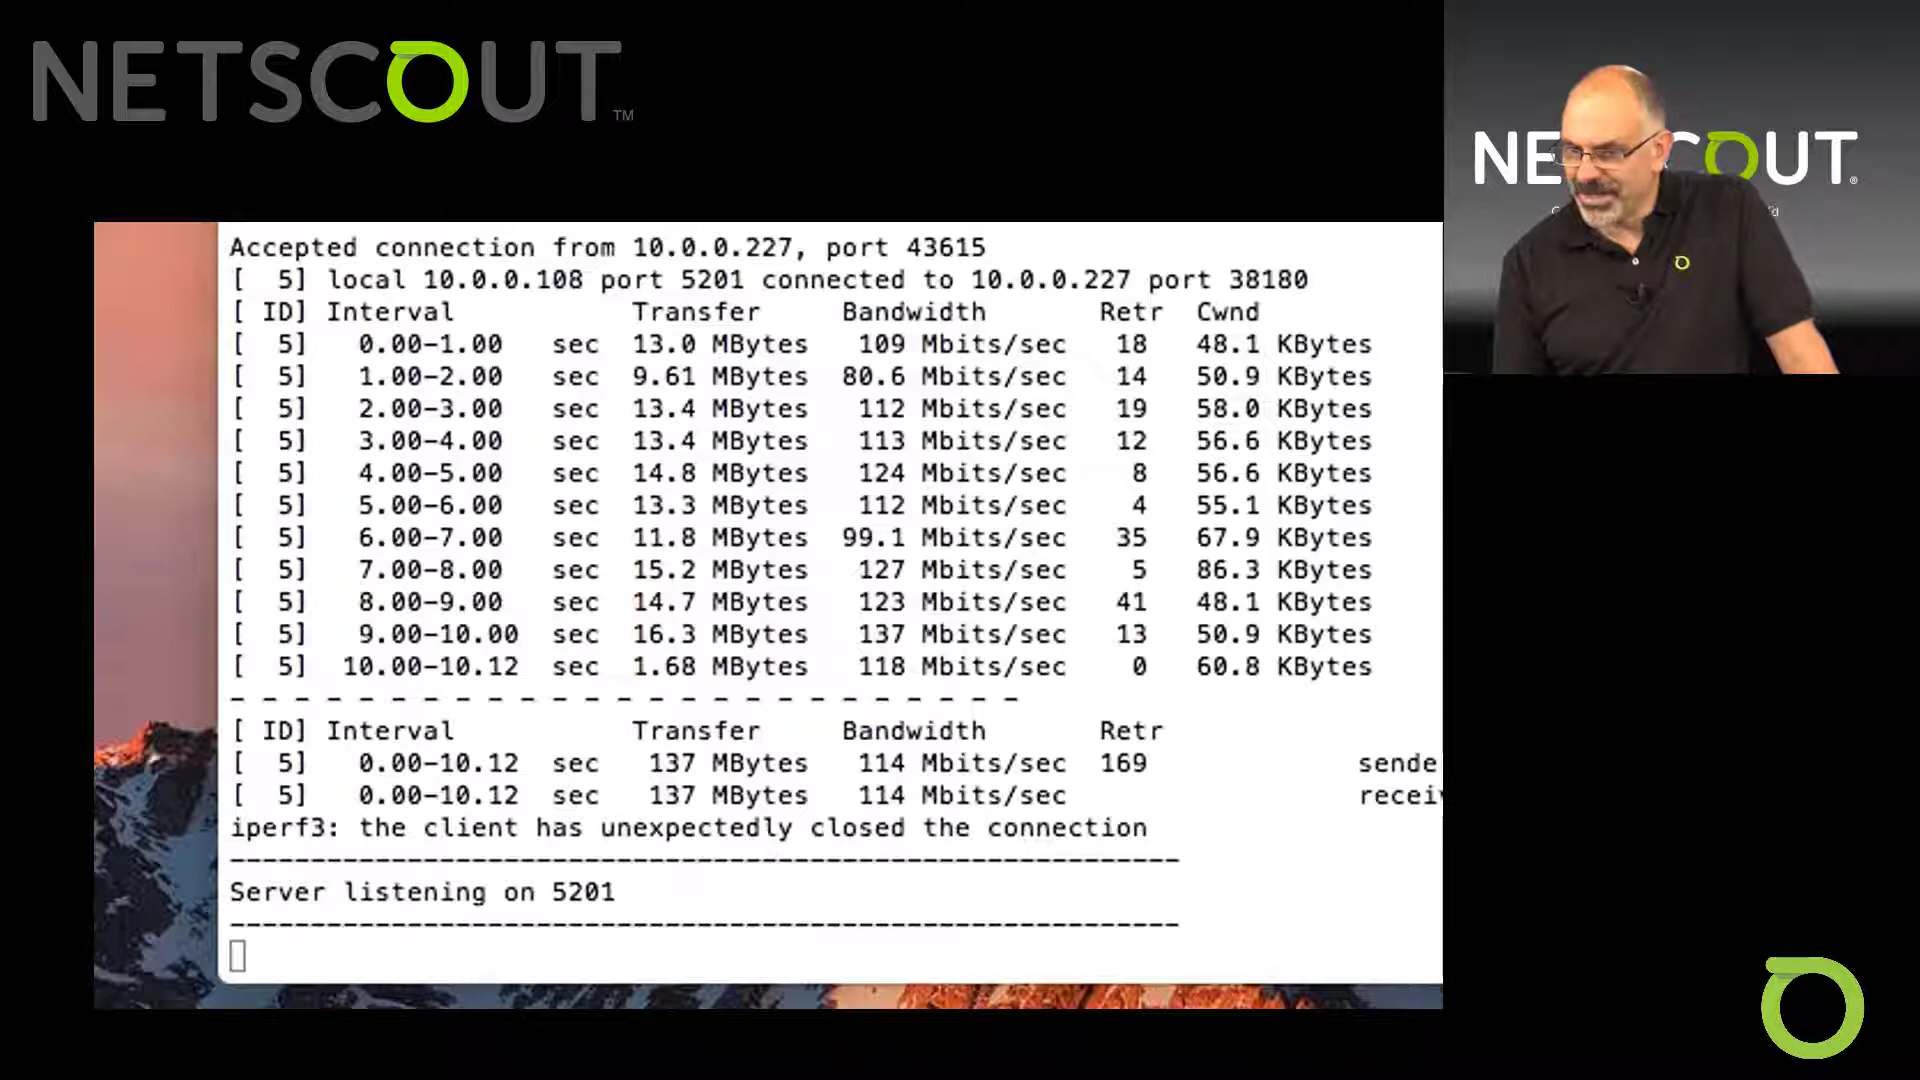 NETSCOUT™
NETSCOUT®
Accepted connection from 10.0.0.227, port 43615
[  5] local 10.0.0.108 port 5201 connected to 10.0.0.227 port 38180
[ ID] Interval           Transfer     Bandwidth       Retr  Cwnd
[  5]   0.00-1.00   sec  13.0 MBytes   109 Mbits/sec   18   48.1 KBytes
[  5]   1.00-2.00   sec  9.61 MBytes  80.6 Mbits/sec   14   50.9 KBytes
[  5]   2.00-3.00   sec  13.4 MBytes   112 Mbits/sec   19   58.0 KBytes
[  5]   3.00-4.00   sec  13.4 MBytes   113 Mbits/sec   12   56.6 KBytes
[  5]   4.00-5.00   sec  14.8 MBytes   124 Mbits/sec    8   56.6 KBytes
[  5]   5.00-6.00   sec  13.3 MBytes   112 Mbits/sec    4   55.1 KBytes
[  5]   6.00-7.00   sec  11.8 MBytes  99.1 Mbits/sec   35   67.9 KBytes
[  5]   7.00-8.00   sec  15.2 MBytes   127 Mbits/sec    5   86.3 KBytes
[  5]   8.00-9.00   sec  14.7 MBytes   123 Mbits/sec   41   48.1 KBytes
[  5]   9.00-10.00  sec  16.3 MBytes   137 Mbits/sec   13   50.9 KBytes
[  5]  10.00-10.12  sec  1.68 MBytes   118 Mbits/sec    0   60.8 KBytes
- - - - - - - - - - - - - - - - - - - - - - - - -
[ ID] Interval           Transfer     Bandwidth       Retr
[  5]   0.00-10.12  sec   137 MBytes   114 Mbits/sec  169             sende
[  5]   0.00-10.12  sec   137 MBytes   114 Mbits/sec                  recei
iperf3: the client has unexpectedly closed the connection
-----------------------------------------------------------
Server listening on 5201
-----------------------------------------------------------